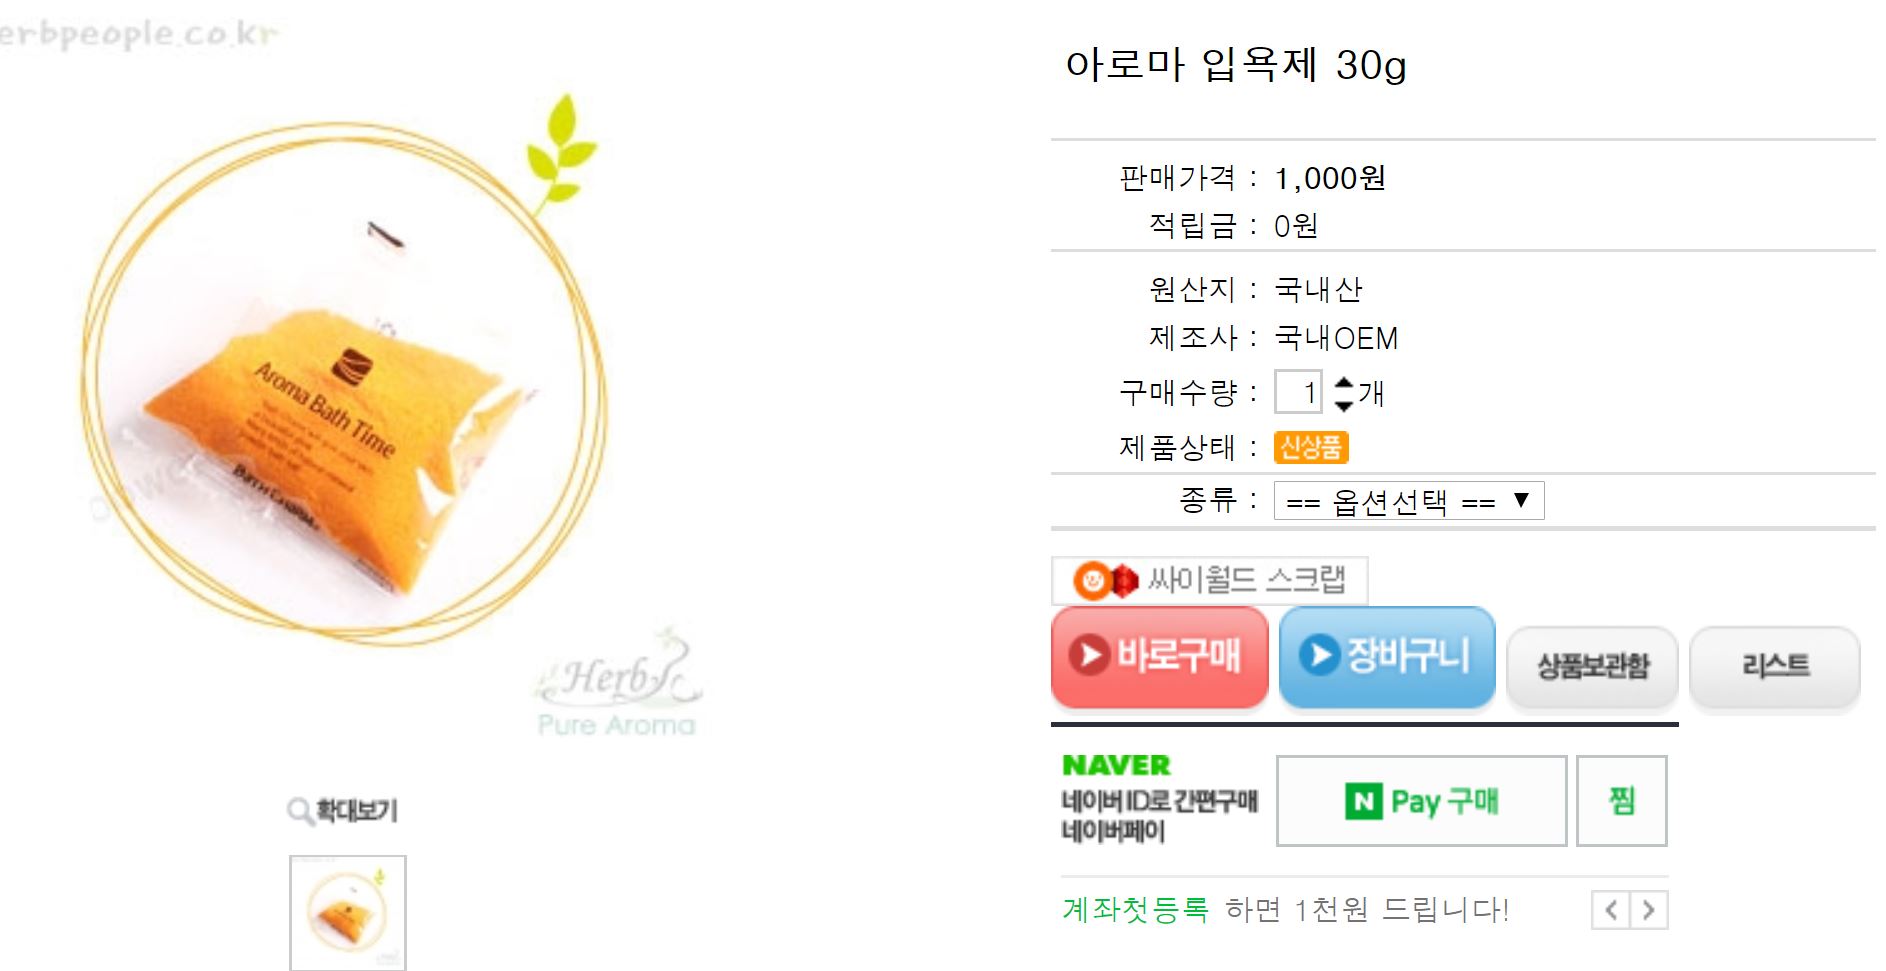 erbpeople.co.kr
Aroma Bath Time
Herb
Pure Aroma
확대보기
아로마 입욕제 30g
판매가격 : 1,000원
적립금 : 0원
원산지 : 국내산
제조사 : 국내OEM
구매수량 : 1 개
제품상태 : 신상품
종류 : == 옵션선택 == ▼
싸이월드 스크랩
바로구매 장바구니 상품보관함 리스트
NAVER
네이버 ID로 간편구매
네이버페이
N Pay 구매 찜
계좌첫등록 하면 1천원 드립니다!